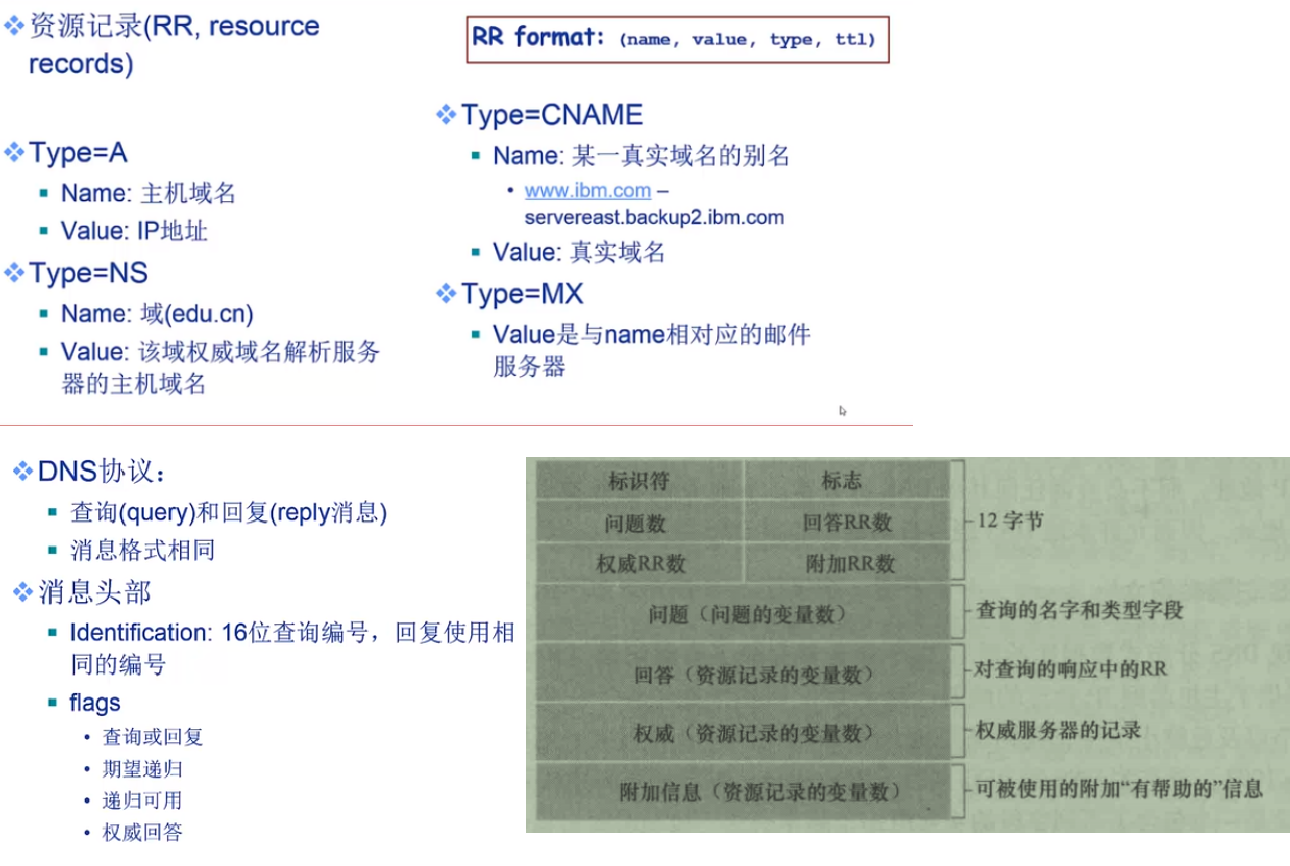 资源记录(RR, resource
records)
RR format: (name, value, type, ttl)
Type=A
Name: 主机域名
Value: IP地址
Type=NS
Name: 域(edu.cn)
Value: 该域权威域名解析服务
器的主机域名
Type=CNAME
Name: 某一真实域名的别名
www.ibm.com –
servereast.backup2.ibm.com
Value: 真实域名
Type=MX
Value是与name相对应的邮件
服务器
DNS协议：
查询(query)和回复(reply消息)
消息格式相同
消息头部
Identification: 16位查询编号，回复使用相
同的编号
flags
查询或回复
期望递归
递归可用
权威回答
标识符 标志
问题数 回答RR数
权威RR数 附加RR数
12 字节
问题（问题的变量数）
查询的名字和类型字段
回答（资源记录的变量数）
对查询的响应中的RR
权威（资源记录的变量数）
权威服务器的记录
附加信息（资源记录的变量数）
可被使用的附加“有帮助的”信息